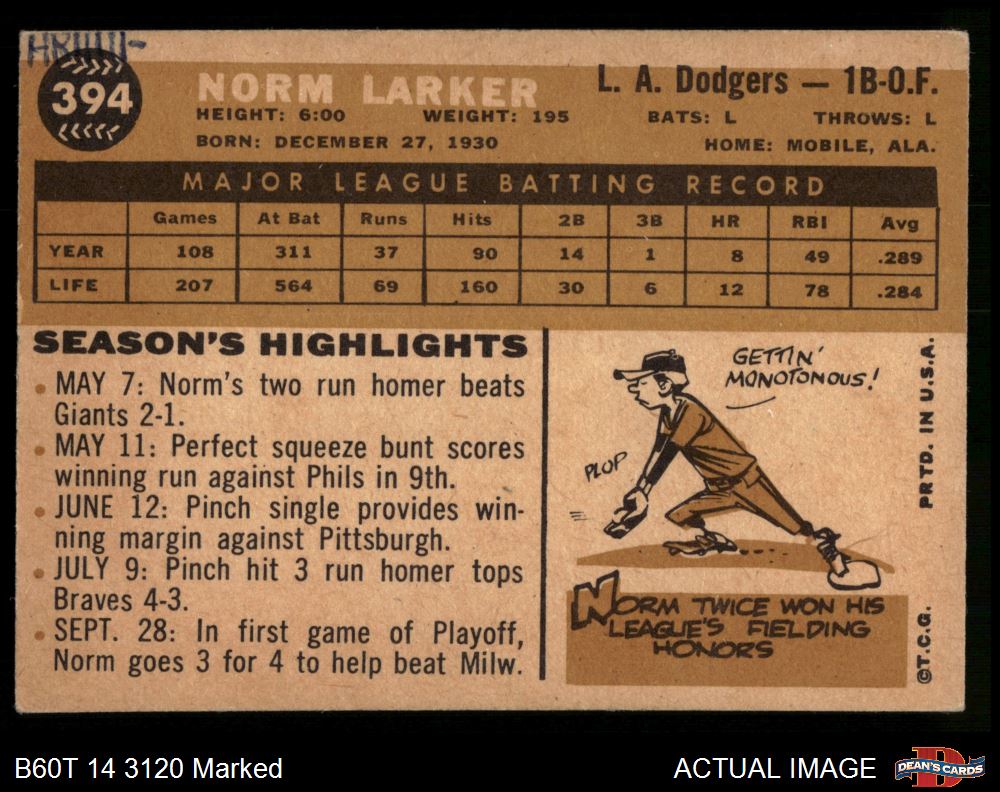 394
NORM LARKER
L. A. Dodgers — 1B-O.F.
HEIGHT: 6:00 WEIGHT: 195 BATS: L THROWS: L
BORN: DECEMBER 27, 1930 HOME: MOBILE, ALA.
MAJOR LEAGUE BATTING RECORD
Games At Bat Runs Hits 2B 3B HR RBI Avg
YEAR 108 311 37 90 14 1 8 49 .289
LIFE 207 564 69 160 30 6 12 78 .284
SEASON'S HIGHLIGHTS
• MAY 7: Norm's two run homer beats
Giants 2-1.
• MAY 11: Perfect squeeze bunt scores
winning run against Phils in 9th.
• JUNE 12: Pinch single provides win-
ning margin against Pittsburgh.
• JULY 9: Pinch hit 3 run homer tops
Braves 4-3.
• SEPT. 28: In first game of Playoff,
Norm goes 3 for 4 to help beat Milw.
GETTIN'
MONOTONOUS!
PLOP
NORM TWICE WON HIS
LEAGUE'S FIELDING
HONORS
PRTD. IN U.S.A.
©T.C.G.
B60T 14 3120 Marked
ACTUAL IMAGE
DEAN'S CARDS